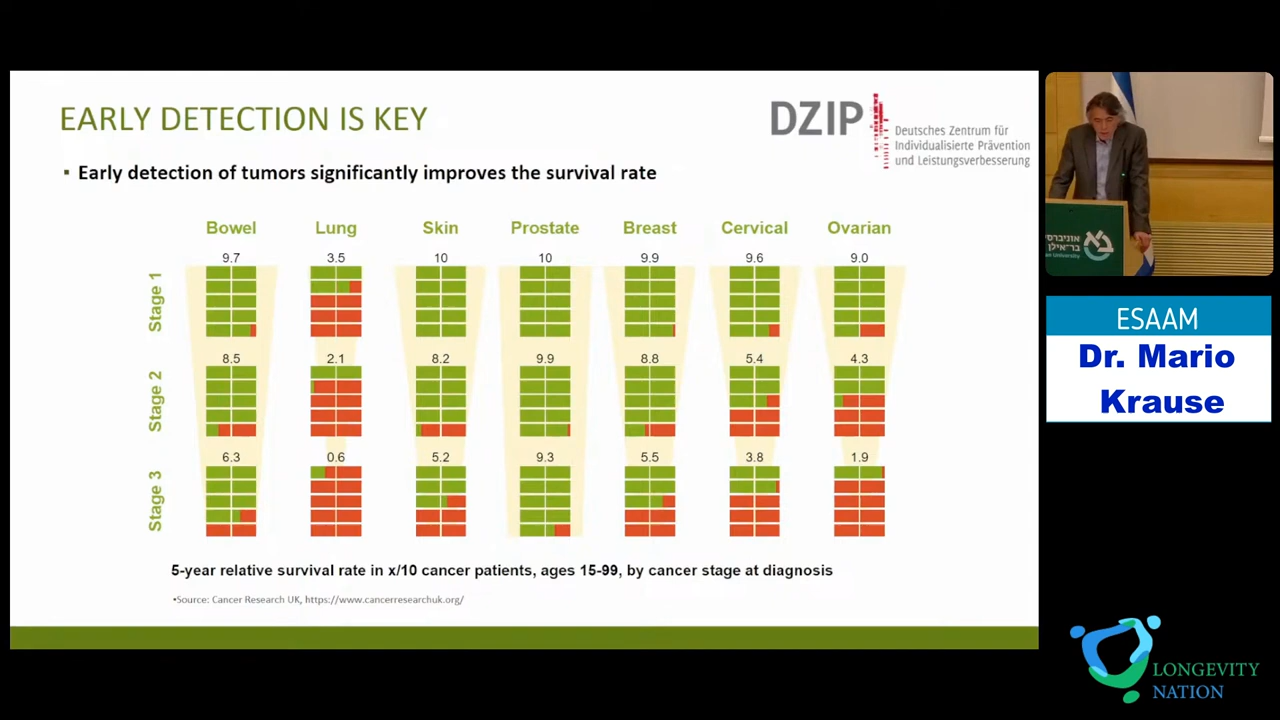 EARLY DETECTION IS KEY
DZIP
Deutsches Zentrum für
Individualisierte Prävention
und Leistungsverbesserung
▪ Early detection of tumors significantly improves the survival rate
Bowel Lung Skin Prostate Breast Cervical Ovarian
Stage 1
9.7 3.5 10 10 9.9 9.6 9.0
Stage 2
8.5 2.1 8.2 9.9 8.8 5.4 4.3
Stage 3
6.3 0.6 5.2 9.3 5.5 3.8 1.9
5-year relative survival rate in x/10 cancer patients, ages 15-99, by cancer stage at diagnosis
•Source: Cancer Research UK, https://www.cancerresearchuk.org/
בר־אילן
University
ESAAM
Dr. Mario
Krause
LONGEVITY
NATION